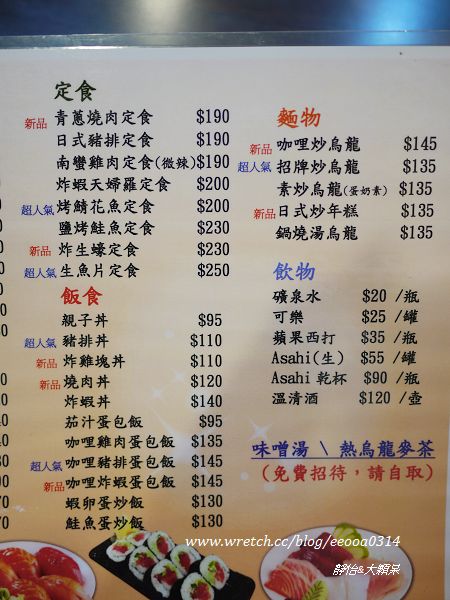 定食
新品 青蔥燒肉定食 $190
日式豬排定食 $190
南蠻雞肉定食(微辣) $190
炸蝦天婦羅定食 $200
超人氣 烤鯖花魚定食 $200
鹽烤鮭魚定食 $230
新品 炸生蠔定食 $230
超人氣 生魚片定食 $250
飯食
親子丼 $95
超人氣 豬排丼 $110
新品 炸雞塊丼 $110
新品 燒肉丼 $120
炸蝦丼 $140
茄汁蛋包飯 $95
咖哩雞肉蛋包飯 $135
超人氣 咖哩豬排蛋包飯 $145
新品 咖哩炸蝦蛋包飯 $145
蝦卵蛋炒飯 $130
鮭魚蛋炒飯 $130
麵物
新品 咖哩炒烏龍 $145
超人氣 招牌炒烏龍 $135
素炒烏龍(蛋奶素) $135
新品 日式炒年糕 $135
鍋燒湯烏龍 $135
飲物
礦泉水 $20 /瓶
可樂 $25 /罐
蘋果西打 $35 /瓶
Asahi(生) $55 /罐
Asahi 乾杯 $90 /瓶
溫清酒 $120 /壺
味噌湯 \ 熱烏龍麥茶
(免費招待，請自取)
www.wretch.cc/blog/eeooa0314
靜怡&大顆呆